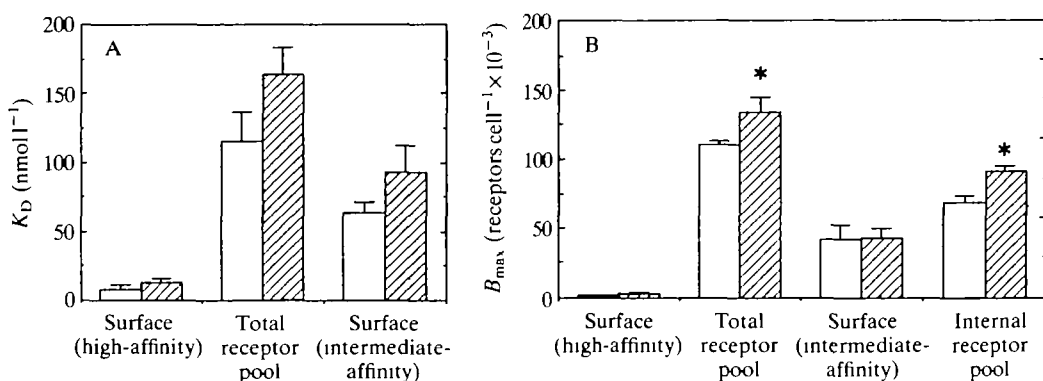 A
K_D (nmol l⁻¹)
200
150
100
50
0
Surface
(high-affinity)
Total
receptor
pool
Surface
(intermediate-
affinity)
B
B_max (receptors cell⁻¹ × 10⁻³)
200
150
100
50
0
*
*
Surface
(high-affinity)
Total
receptor
pool
Surface
(intermediate-
affinity)
Internal
receptor
pool